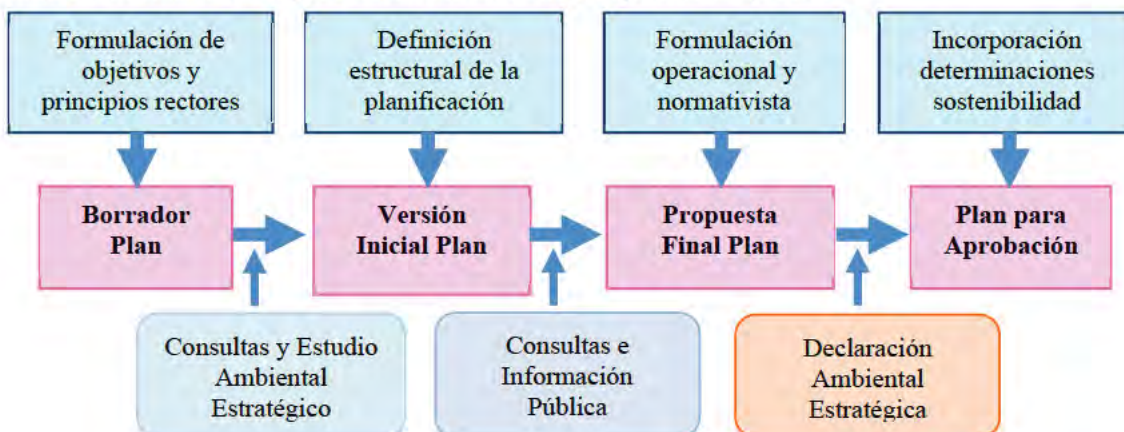 Formulación de
objetivos y
principios rectores
Definición
estructural de la
planificación
Formulación
operacional y
normativista
Incorporación
determinaciones
sostenibilidad
Borrador
Plan
Versión
Inicial Plan
Propuesta
Final Plan
Plan para
Aprobación
Consultas y Estudio
Ambiental
Estratégico
Consultas e
Información
Pública
Declaración
Ambiental
Estratégica